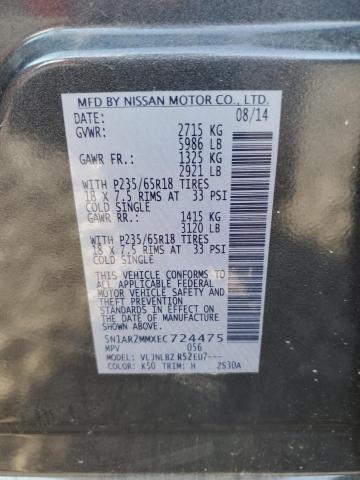 MFD BY NISSAN MOTOR CO., LTD.
DATE: 08/14
GVWR: 2715 KG
5986 LB
GAWR FR.: 1325 KG
2921 LB
WITH P235/65R18 TIRES
18 X 7.5 RIMS AT 33 PSI
COLD SINGLE
GAWR RR.: 1415 KG
3120 LB
WITH P235/65R18 TIRES
18 X 7.5 RIMS AT 33 PSI
COLD SINGLE
THIS VEHICLE CONFORMS TO
ALL APPLICABLE FEDERAL
MOTOR VEHICLE SAFETY
AND THEFT PREVENTION
STANDARDS IN EFFECT ON THE
DATE OF MANUFACTURE SHOWN
ABOVE.
5N1AR2MMXEC724475
MPV 056
MODEL: VLJNLBZ R52EU7---
COLOR: K50 TRIM: H 2S30A